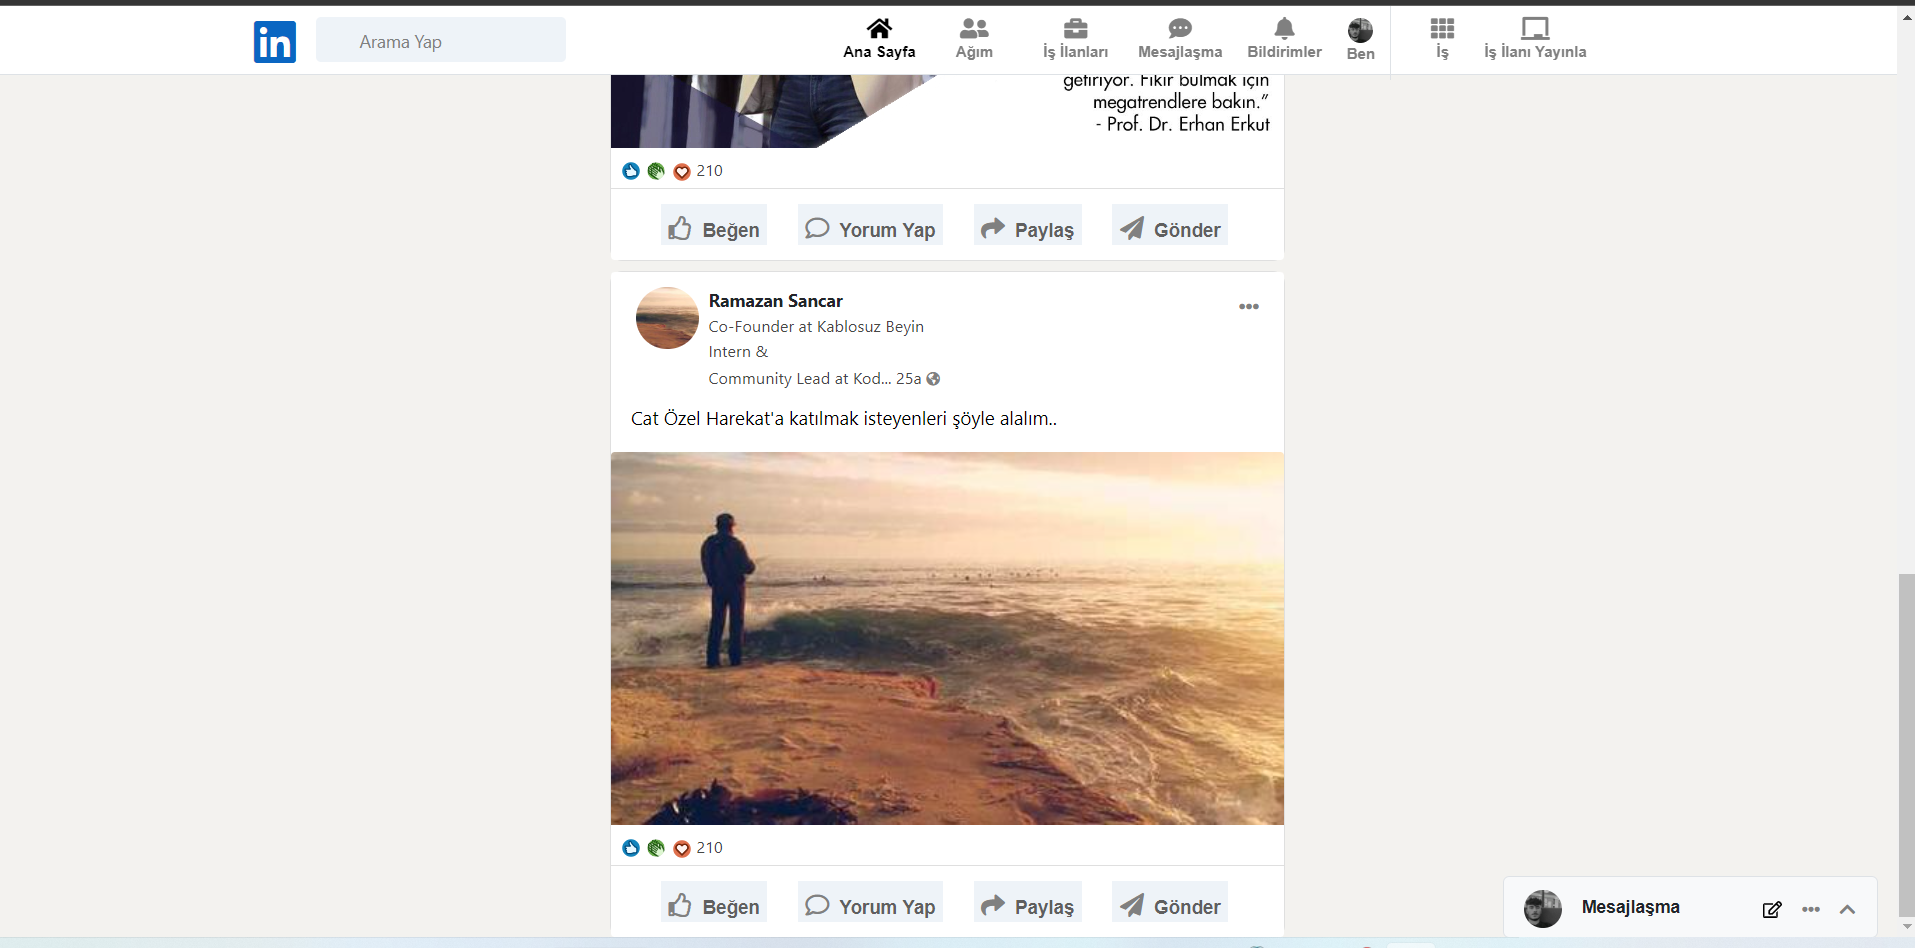 in
Arama Yap
Ana Sayfa
Ağım
İş İlanları
Mesajlaşma
Bildirimler
Ben
İş
İş İlanı Yayınla
getiriyor. Fikir bulmak için
megatrendlere bakın.”
- Prof. Dr. Erhan Erkut
210
Beğen
Yorum Yap
Paylaş
Gönder
Ramazan Sancar
Co-Founder at Kablosuz Beyin
Intern &
Community Lead at Kod... 25a
Cat Özel Harekat'a katılmak isteyenleri şöyle alalım..
210
Beğen
Yorum Yap
Paylaş
Gönder
Mesajlaşma